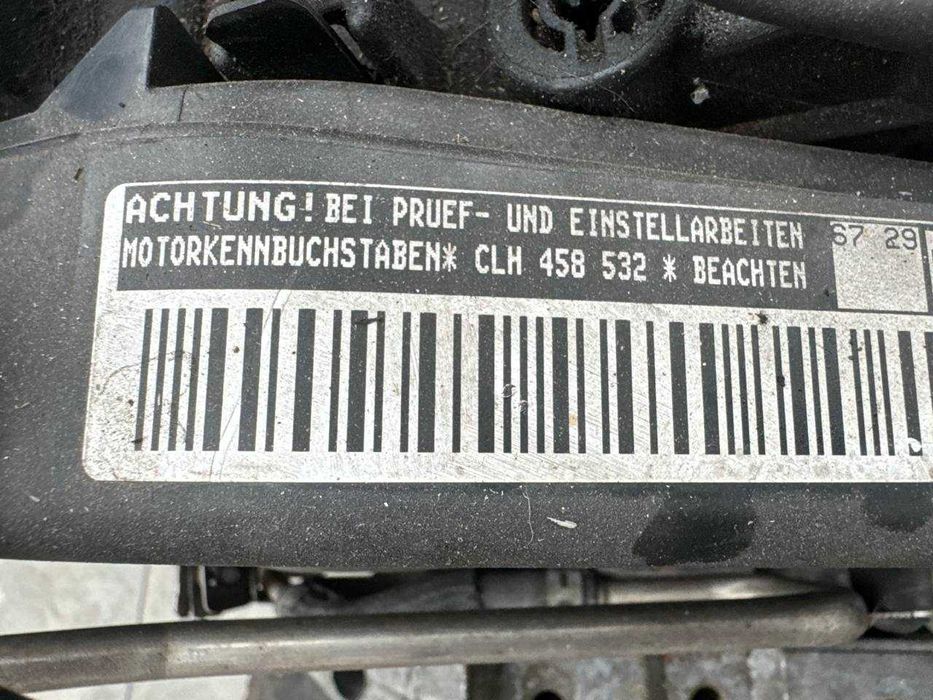 ACHTUNG! BEI PRUEF- UND EINSTELLARBEITEN
MOTORKENNBUCHSTABEN* CLH 458 532 * BEACHTEN
67 29